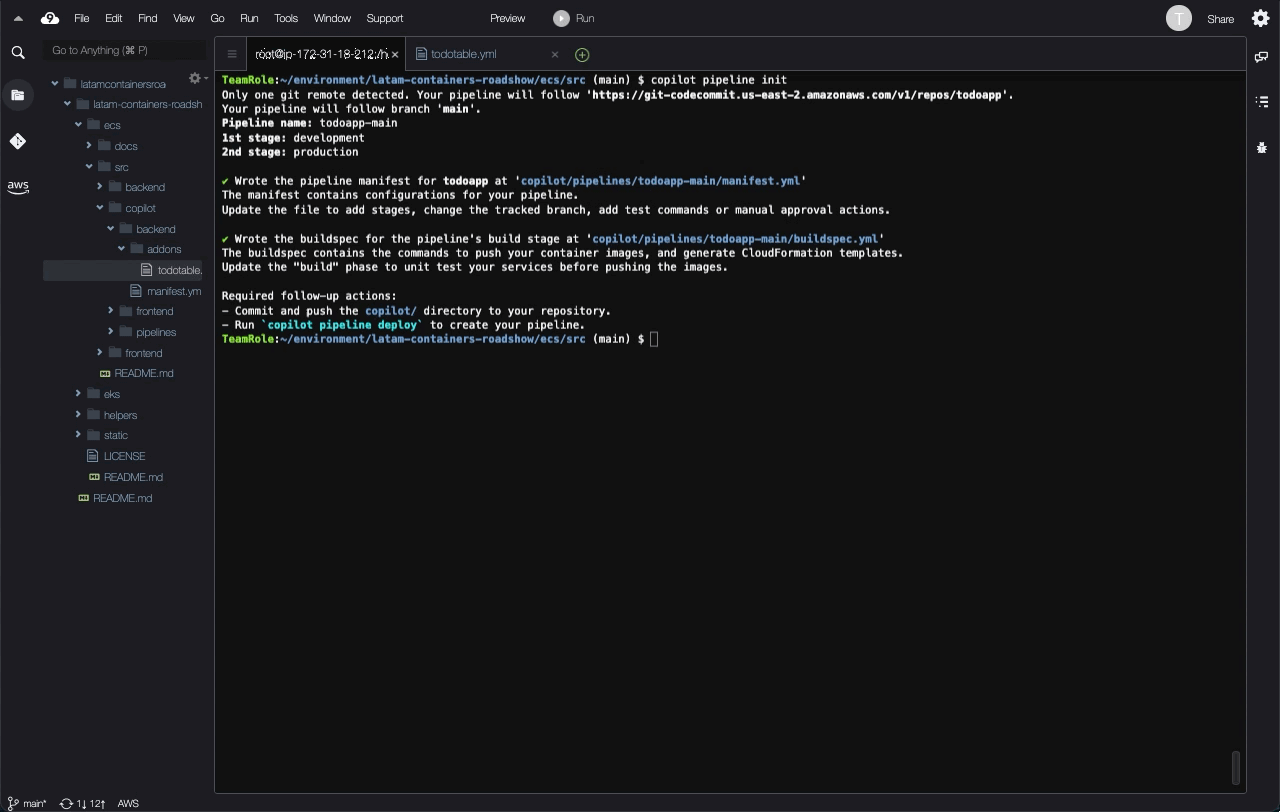 9 File Edit Find View Go Run Tools Window Support Preview Run T Share
Go to Anything (⌘ P)
root@ip-172-31-18-212:/h × todotable.yml ×
latamcontainersroa
latam-containers-roadsh
ecs
docs
src
backend
copilot
backend
addons
todotable.
manifest.ym
frontend
pipelines
frontend
README.md
eks
helpers
static
LICENSE
README.md
README.md
aws
TeamRole:~/environment/latam-containers-roadshow/ecs/src (main) $ copilot pipeline init
Only one git remote detected. Your pipeline will follow 'https://git-codecommit.us-east-2.amazonaws.com/v1/repos/todoapp'.
Your pipeline will follow branch 'main'.
Pipeline name: todoapp-main
1st stage: development
2nd stage: production
✔ Wrote the pipeline manifest for todoapp at 'copilot/pipelines/todoapp-main/manifest.yml'
The manifest contains configurations for your pipeline.
Update the file to add stages, change the tracked branch, add test commands or manual approval actions.
✔ Wrote the buildspec for the pipeline's build stage at 'copilot/pipelines/todoapp-main/buildspec.yml'
The buildspec contains the commands to push your container images, and generate CloudFormation templates.
Update the "build" phase to unit test your services before pushing the images.
Required follow-up actions:
– Commit and push the copilot/ directory to your repository.
– Run `copilot pipeline deploy` to create your pipeline.
TeamRole:~/environment/latam-containers-roadshow/ecs/src (main) $
main* 1↓ 12↑ AWS